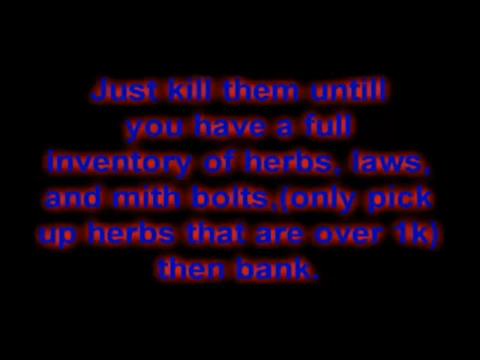 Just kill them untill
you have a full
inventory of herbs, laws,
and mith bolts,(only pick
up herbs that are over 1k)
then bank.